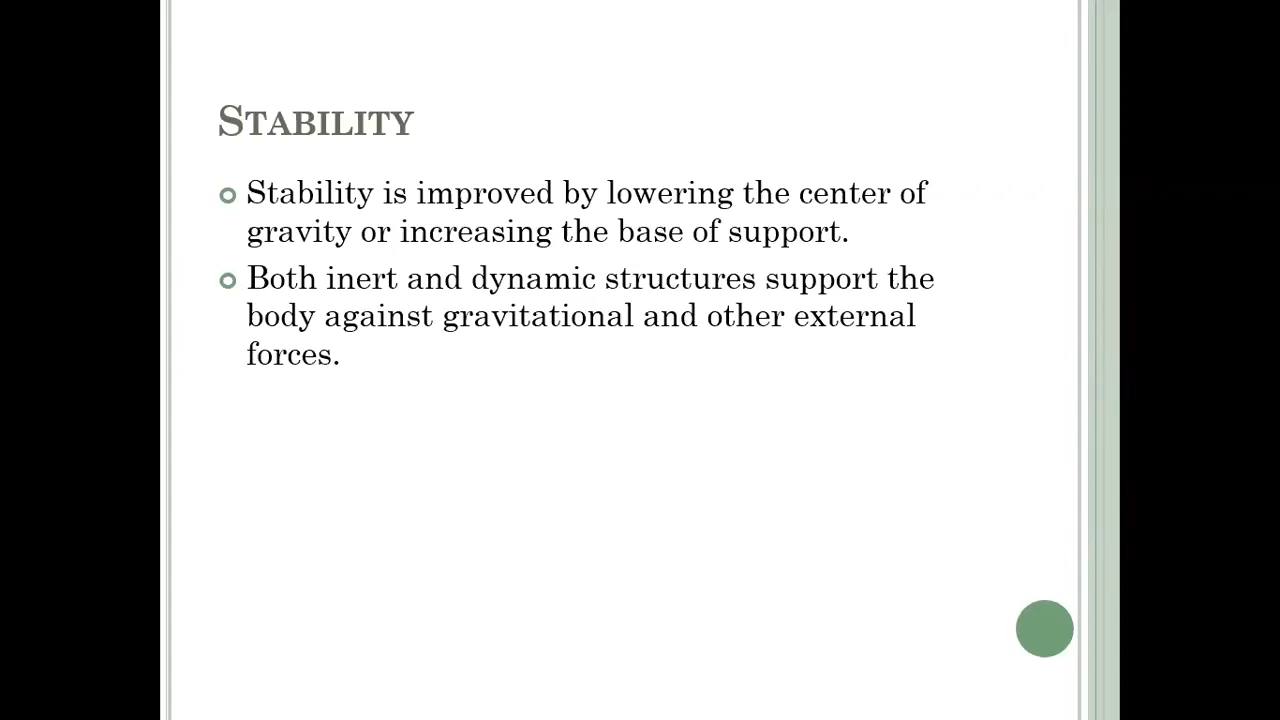 STABILITY
Stability is improved by lowering the center of
gravity or increasing the base of support.
Both inert and dynamic structures support the
body against gravitational and other external
forces.